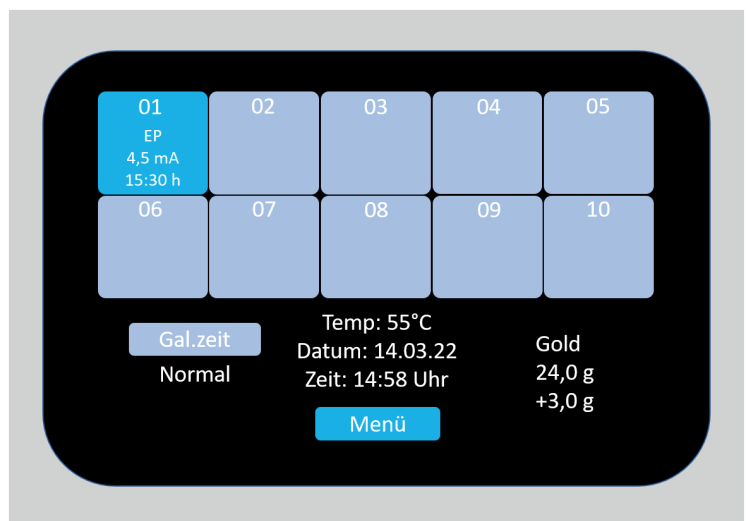 01 02 03 04 05
EP
4,5 mA
15:30 h
06 07 08 09 10
Gal.zeit
Normal
Temp: 55°C
Datum: 14.03.22
Zeit: 14:58 Uhr
Menü
Gold
24,0 g
+3,0 g